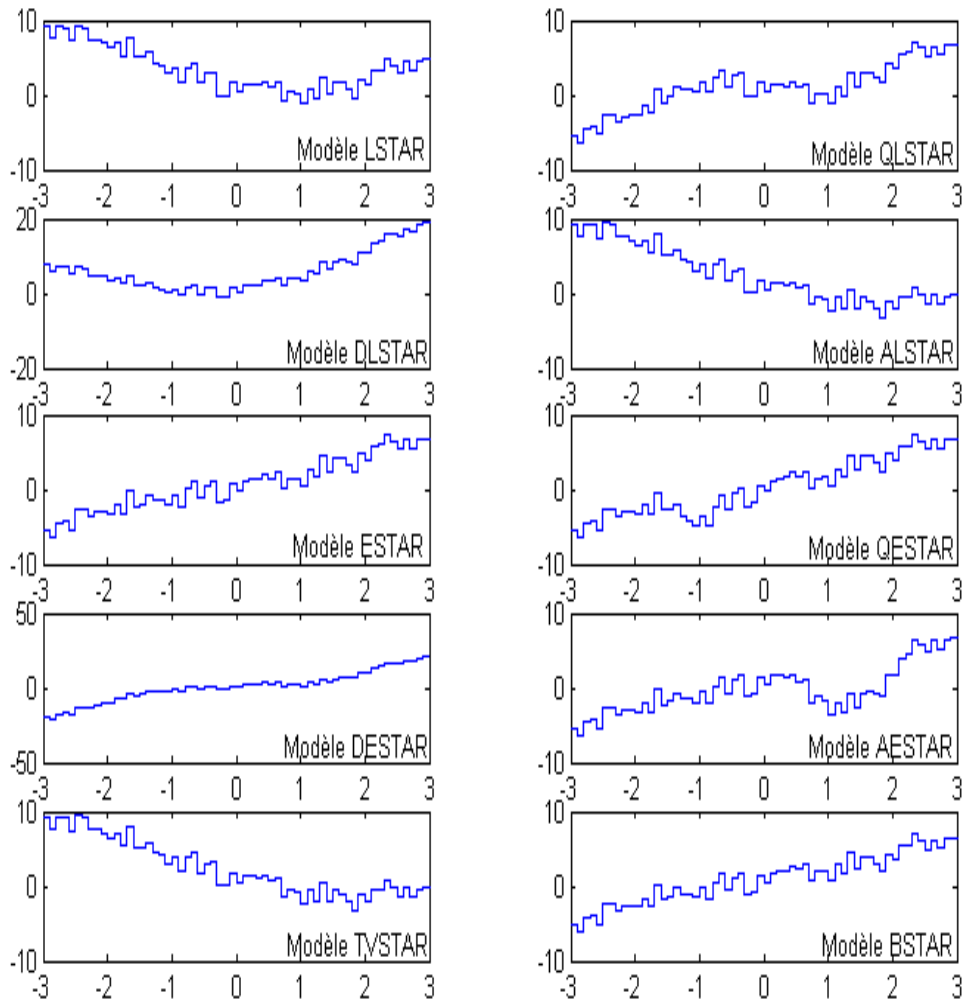 10
0
-10
Modèle LSTAR
-3 -2 -1 0 1 2 3
10
0
-10
Modèle QLSTAR
-3 -2 -1 0 1 2 3
20
0
-20
Modèle DLSTAR
-3 -2 -1 0 1 2 3
10
0
-10
Modèle ALSTAR
-3 -2 -1 0 1 2 3
10
0
-10
Modèle ESTAR
-3 -2 -1 0 1 2 3
10
0
-10
Modèle QESTAR
-3 -2 -1 0 1 2 3
50
0
-50
Modèle DESTAR
-3 -2 -1 0 1 2 3
10
0
-10
Modèle AESTAR
-3 -2 -1 0 1 2 3
10
0
-10
Modèle TVSTAR
-3 -2 -1 0 1 2 3
10
0
-10
Modèle BSTAR
-3 -2 -1 0 1 2 3